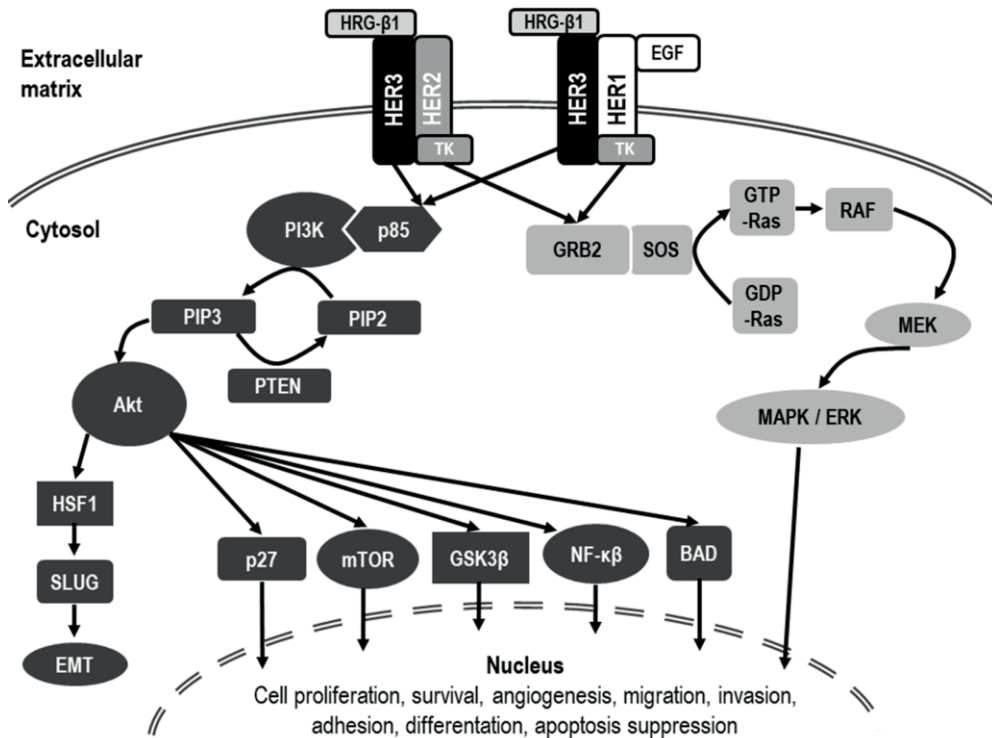 HRG-β1
HRG-β1
EGF
Extracellular
matrix
HER3
HER2
HER3
HER1
TK
TK
Cytosol
PI3K
p85
GRB2
SOS
GTP
-Ras
RAF
GDP
-Ras
PIP3
PIP2
MEK
PTEN
Akt
MAPK / ERK
HSF1
p27
mTOR
GSK3β
NF-κβ
BAD
SLUG
EMT
Nucleus
Cell proliferation, survival, angiogenesis, migration, invasion,
adhesion, differentation, apoptosis suppression